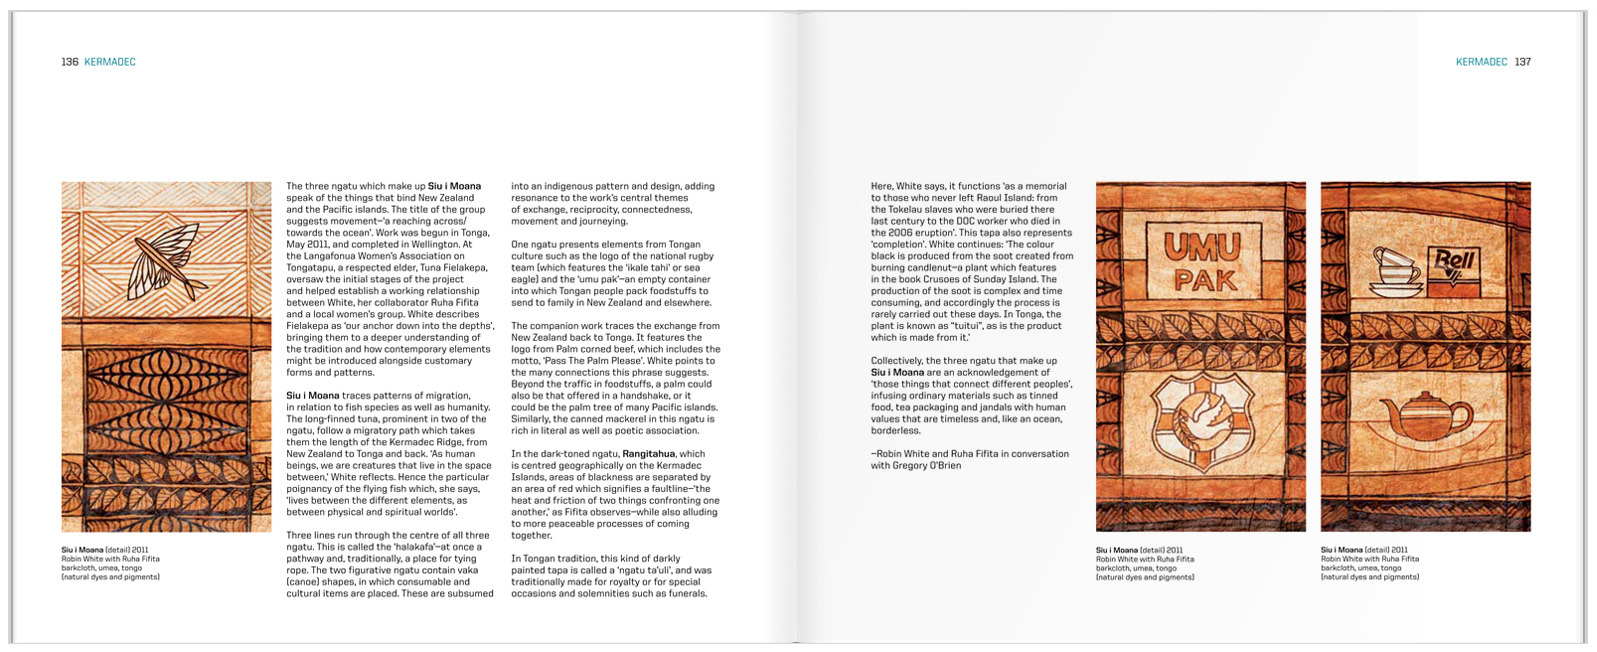 136 KERMADEC
The three ngatu which make up Siu i Moana
speak of the things that bind New Zealand
and the Pacific islands. The title of the group
suggests movement—'a reaching across/
towards the ocean'. Work was begun in Tonga,
May 2011, and completed in Wellington. At
the Langafonua Women's Association on
Tongatapu, a respected elder, Tuna Fielakepa,
oversaw the initial stages of the project
and helped establish a working relationship
between White, her collaborator Ruha Fifita
and a local women's group. White describes
Fielakepa as 'our anchor down into the depths',
bringing them to a deeper understanding of
the tradition and how contemporary elements
might be introduced alongside customary
forms and patterns.
Siu i Moana traces patterns of migration,
in relation to fish species as well as humanity.
The long-finned tuna, prominent in two of the
ngatu, follow a migratory path which takes
them the length of the Kermadec Ridge, from
New Zealand to Tonga and back. 'As human
beings, we are creatures that live in the space
between,' White reflects. Hence the particular
poignancy of the flying fish which, she says,
'lives between the different elements, as
between physical and spiritual worlds'.
Three lines run through the centre of all three
ngatu. This is called the 'halakafa'—at once a
pathway and, traditionally, a place for tying
rope. The two figurative ngatu contain vaka
(canoe) shapes, in which consumable and
cultural items are placed. These are subsumed
into an indigenous pattern and design, adding
resonance to the work's central themes
of exchange, reciprocity, connectedness,
movement and journeying.
One ngatu presents elements from Tongan
culture such as the logo of the national rugby
team (which features the 'ikale tahi' or sea
eagle) and the 'umu pak'—an empty container
into which Tongan people pack foodstuffs to
send to family in New Zealand and elsewhere.
The companion work traces the exchange from
New Zealand back to Tonga. It features the
logo from Palm corned beef, which includes the
motto, 'Pass The Palm Please'. White points to
the many connections this phrase suggests.
Beyond the traffic in foodstuffs, a palm could
also be that offered in a handshake, or it
could be the palm tree of many Pacific islands.
Similarly, the canned mackerel in this ngatu is
rich in literal as well as poetic association.
In the dark-toned ngatu, Rangitahua, which
is centred geographically on the Kermadec
Islands, areas of blackness are separated by
an area of red which signifies a faultline—'the
heat and friction of two things confronting one
another,' as Fifita observes—while also alluding
to more peaceable processes of coming
together.
In Tongan tradition, this kind of darkly
painted tapa is called a 'ngatu ta'uli', and was
traditionally made for royalty or for special
occasions and solemnities such as funerals.
Siu i Moana (detail) 2011
Robin White with Ruha Fifita
barkcloth, umea, tongo
(natural dyes and pigments)
KERMADEC 137
Here, White says, it functions 'as a memorial
to those who never left Raoul Island: from
the Tokelau slaves who were buried there
last century to the DOC worker who died in
the 2006 eruption'. This tapa also represents
'completion'. White continues: 'The colour
black is produced from the soot created from
burning candlenut—a plant which features
in the book Crusoes of Sunday Island. The
production of the soot is complex and time
consuming, and accordingly the process is
rarely carried out these days. In Tonga, the
plant is known as "tuitui", as is the product
which is made from it.'
Collectively, the three ngatu that make up
Siu i Moana are an acknowledgement of
'those things that connect different peoples',
infusing ordinary materials such as tinned
food, tea packaging and jandals with human
values that are timeless and, like an ocean,
borderless.
—Robin White and Ruha Fifita in conversation
with Gregory O'Brien
UMU
PAK
Siu i Moana (detail) 2011
Robin White with Ruha Fifita
barkcloth, umea, tongo
(natural dyes and pigments)
Bell
Siu i Moana (detail) 2011
Robin White with Ruha Fifita
barkcloth, umea, tongo
(natural dyes and pigments)